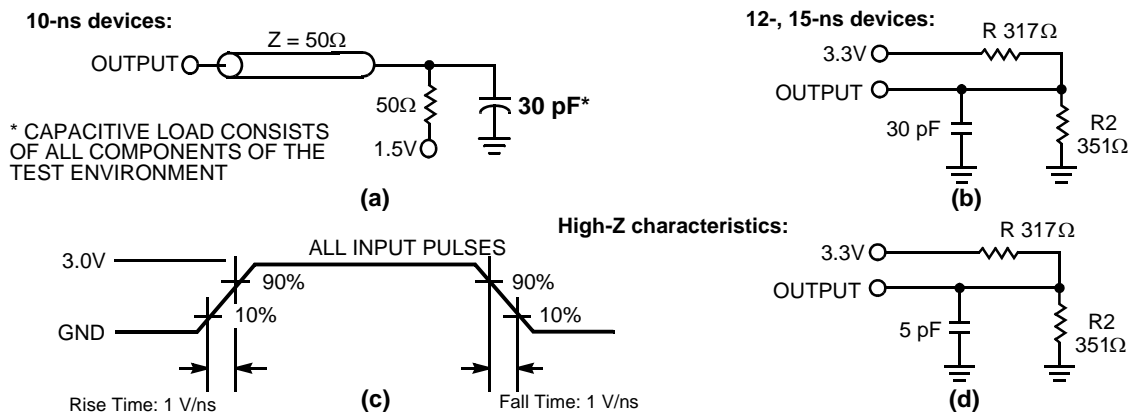 10-ns devices:
Z = 50Ω
OUTPUT
50Ω
30 pF*
1.5V
* CAPACITIVE LOAD CONSISTS
OF ALL COMPONENTS OF THE
TEST ENVIRONMENT
(a)
12-, 15-ns devices:
R 317Ω
3.3V
OUTPUT
30 pF
R2
351Ω
(b)
ALL INPUT PULSES
3.0V
90%
10%
GND
90%
10%
Rise Time: 1 V/ns
(c)
Fall Time: 1 V/ns
High-Z characteristics:
R 317Ω
3.3V
OUTPUT
5 pF
R2
351Ω
(d)